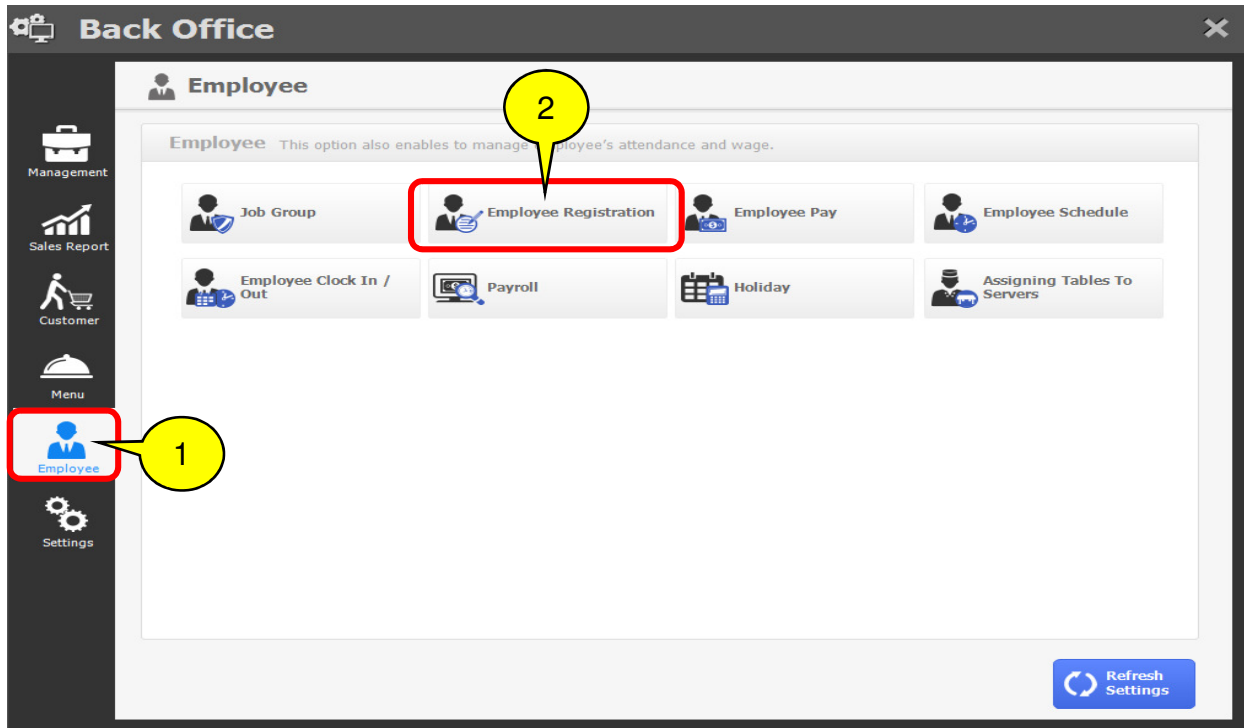 Back Office
Employee
2
Employee This option also enables to manage employee's attendance and wage.
Management
Job Group
Employee Registration
Employee Pay
Employee Schedule
Sales Report
Employee Clock In /
Out
Payroll
Holiday
Assigning Tables To
Servers
Customer
Menu
1
Employee
Settings
Refresh
Settings